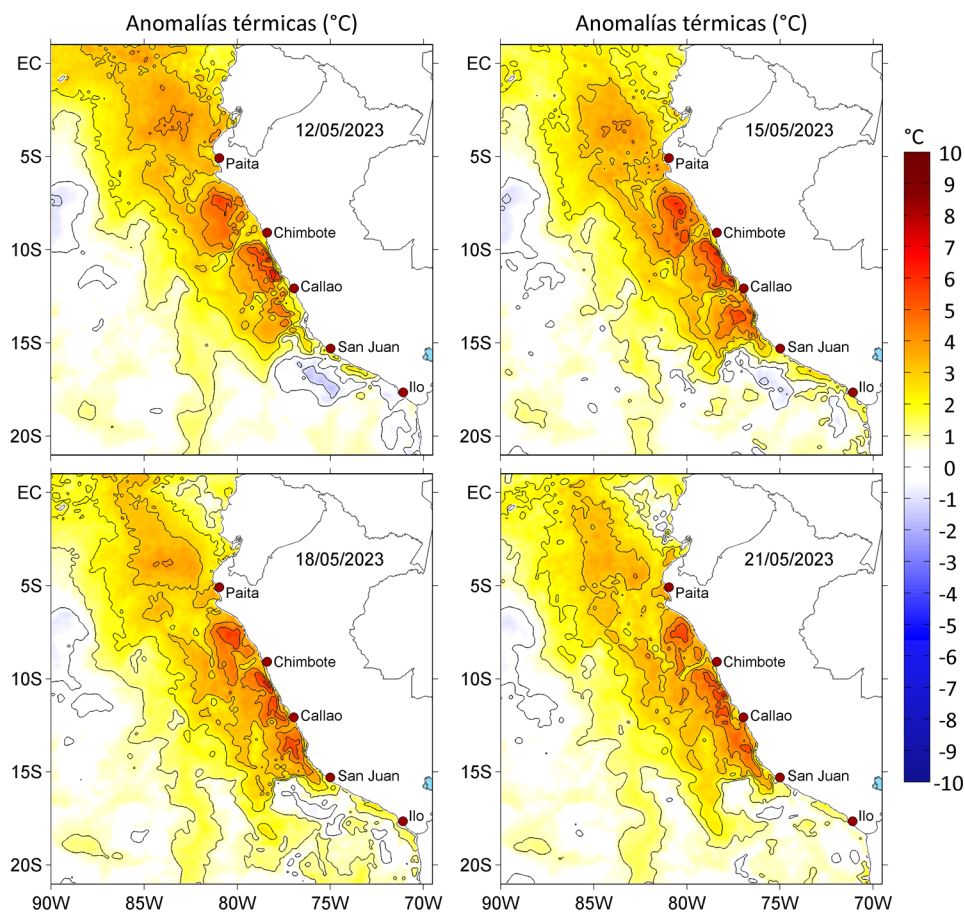 Anomalías térmicas (°C)
Anomalías térmicas (°C)
EC
5S
10S
15S
20S
12/05/2023
Paita
Chimbote
Callao
San Juan
Ilo
15/05/2023
EC
5S
10S
15S
20S
Paita
Chimbote
Callao
San Juan
Ilo
°C
10
9
8
7
6
5
4
3
2
1
0
-1
-2
-3
-4
-5
-6
-7
-8
-9
-10
EC
5S
10S
15S
20S
18/05/2023
Paita
Chimbote
Callao
San Juan
Ilo
90W
85W
80W
75W
70W
EC
5S
10S
15S
20S
21/05/2023
Paita
Chimbote
Callao
San Juan
Ilo
90W
85W
80W
75W
70W